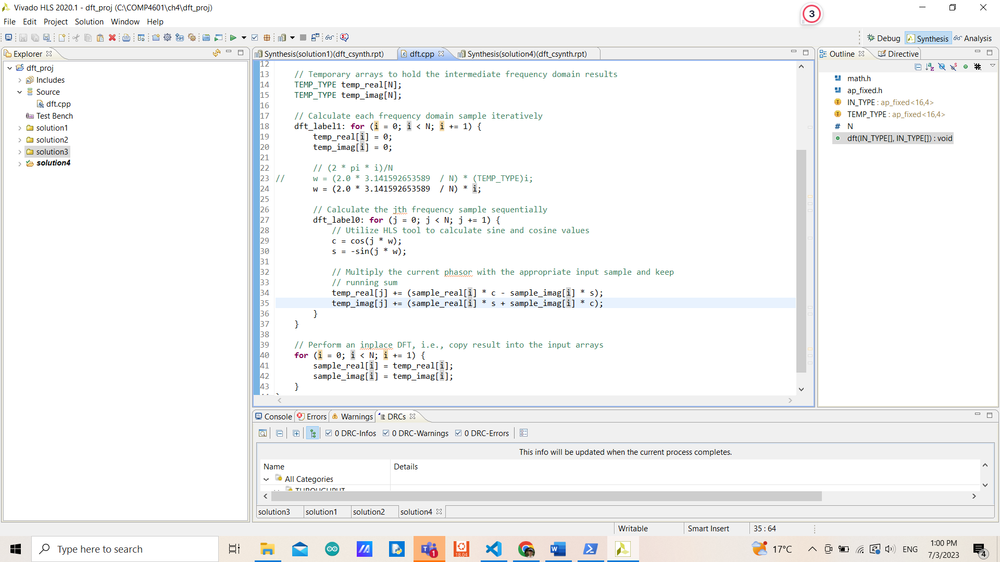 Vivado HLS 2020.1 - dft_proj (C:\COMP4601\ch4\dft_proj)
3
File Edit Project Solution Window Help
Debug Synthesis Analysis
Explorer
dft_proj
Includes
Source
dft.cpp
Test Bench
solution1
solution2
solution3
solution4
Synthesis(solution1)(dft_csynth.rpt) dft.cpp Synthesis(solution4)(dft_csynth.rpt)
12
13 // Temporary arrays to hold the intermediate frequency domain results
14 TEMP_TYPE temp_real[N];
15 TEMP_TYPE temp_imag[N];
16
17 // Calculate each frequency domain sample iteratively
18 dft_label1: for (i = 0; i < N; i += 1) {
19 temp_real[i] = 0;
20 temp_imag[i] = 0;
21
22 // (2 * pi * i)/N
23 // w = (2.0 * 3.141592653589 / N) * (TEMP_TYPE)i;
24 w = (2.0 * 3.141592653589 / N) * i;
25
26 // Calculate the jth frequency sample sequentially
27 dft_label0: for (j = 0; j < N; j += 1) {
28 // Utilize HLS tool to calculate sine and cosine values
29 c = cos(j * w);
30 s = -sin(j * w);
31
32 // Multiply the current phasor with the appropriate input sample and keep
33 // running sum
34 temp_real[j] += (sample_real[i] * c - sample_imag[i] * s);
35 temp_imag[j] += (sample_real[i] * s + sample_imag[i] * c);
36 }
37 }
38
39 // Perform an inplace DFT, i.e., copy result into the input arrays
40 for (i = 0; i < N; i += 1) {
41 sample_real[i] = temp_real[i];
42 sample_imag[i] = temp_imag[i];
43 }
Outline Directive
math.h
ap_fixed.h
IN_TYPE : ap_fixed<16,4>
TEMP_TYPE : ap_fixed<16,4>
# N
dft(IN_TYPE[], IN_TYPE[]) : void
Console Errors Warnings DRCs
0 DRC-Infos 0 DRC-Warnings 0 DRC-Errors
This info will be updated when the current process completes.
Name Details
All Categories
THROUGHPUT
solution3 solution1 solution2 solution4
Writable Smart Insert 35 : 64
Type here to search
1
18.04
17°C
ENG
1:00 PM
7/3/2023
4